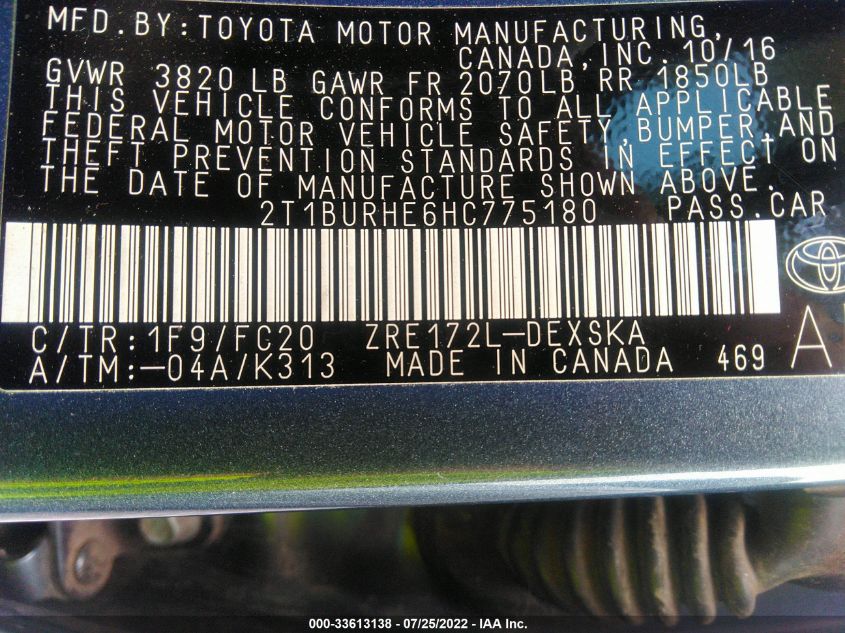 MFD.BY:TOYOTA MOTOR MANUFACTURING,
CANADA,INC.10/16
GVWR 3820 LB GAWR FR 2070LB RR 1850LB
THIS VEHICLE CONFORMS TO ALL APPLICABLE
FEDERAL MOTOR VEHICLE SAFETY,BUMPER,AND
THEFT PREVENTION STANDARDS IN EFFECT ON
THE DATE OF MANUFACTURE SHOWN ABOVE.
2T1BURHE6HC775180 PASS.CAR
C/TR:1F9/FC20 ZRE172L-DEXSKA
A/TM:-04A/K313 MADE IN CANADA 469
000-33613138 - 07/25/2022 - IAA Inc.